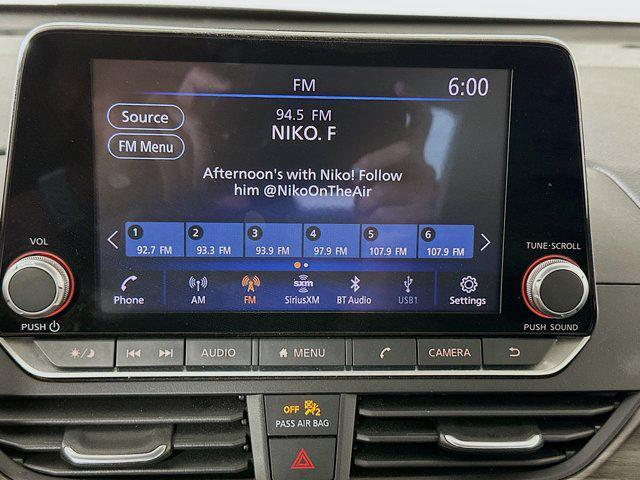 FM
6:00
Source
94.5 FM
NIKO. F
FM Menu
Afternoon's with Niko! Follow
him @NikoOnTheAir
1 2 3 4 5 6
92.7 FM 93.3 FM 93.9 FM 97.9 FM 107.9 FM 107.9 FM
VOL
TUNE·SCROLL
sxm
Phone AM FM SiriusXM BT Audio USB1 Settings
PUSH
PUSH SOUND
AUDIO MENU CAMERA
OFF 2
PASS AIR BAG